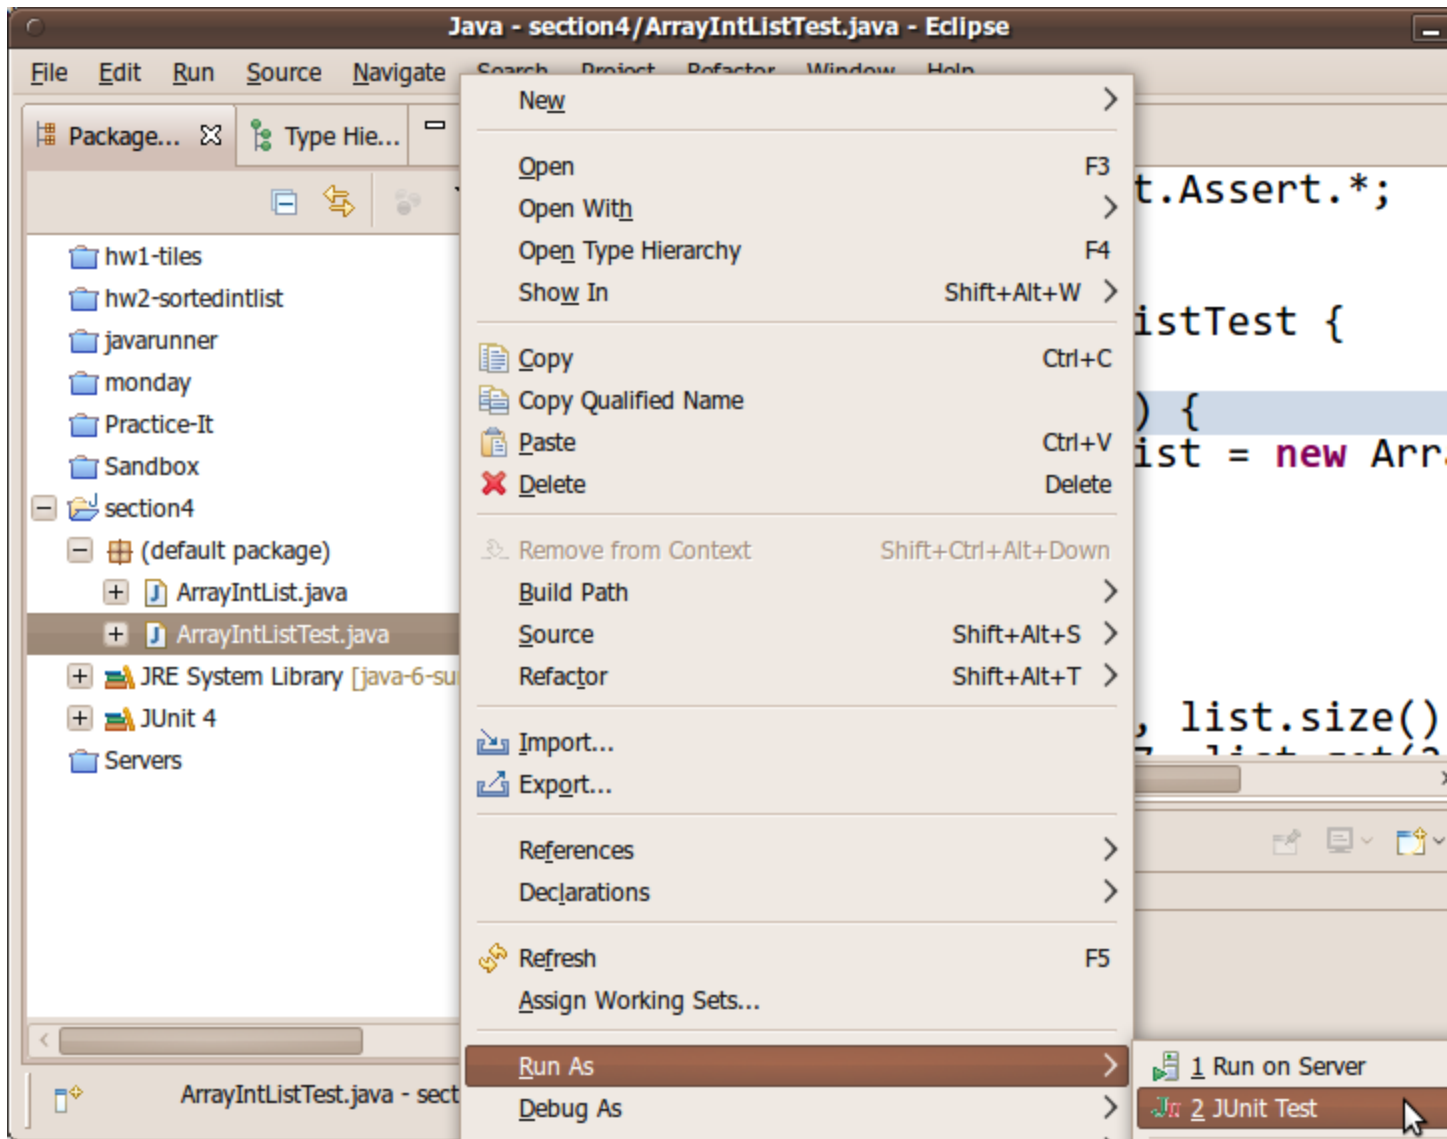 Java - section4/ArrayIntListTest.java - Eclipse
File Edit Run Source Navigate Search Project Refactor Window Help
Package... Type Hie...
hw1-tiles
hw2-sortedintlist
javarunner
monday
Practice-It
Sandbox
section4
(default package)
ArrayIntList.java
ArrayIntListTest.java
JRE System Library [java-6-su
JUnit 4
Servers
ArrayIntListTest.java - sect
New
Open F3
Open With
Open Type Hierarchy F4
Show In Shift+Alt+W
Copy Ctrl+C
Copy Qualified Name
Paste Ctrl+V
Delete Delete
Remove from Context Shift+Ctrl+Alt+Down
Build Path
Source Shift+Alt+S
Refactor Shift+Alt+T
Import...
Export...
References
Declarations
Refresh F5
Assign Working Sets...
Run As
Debug As
1 Run on Server
2 JUnit Test
t.Assert.*;
istTest {
) {
ist = new Arr
, list.size()